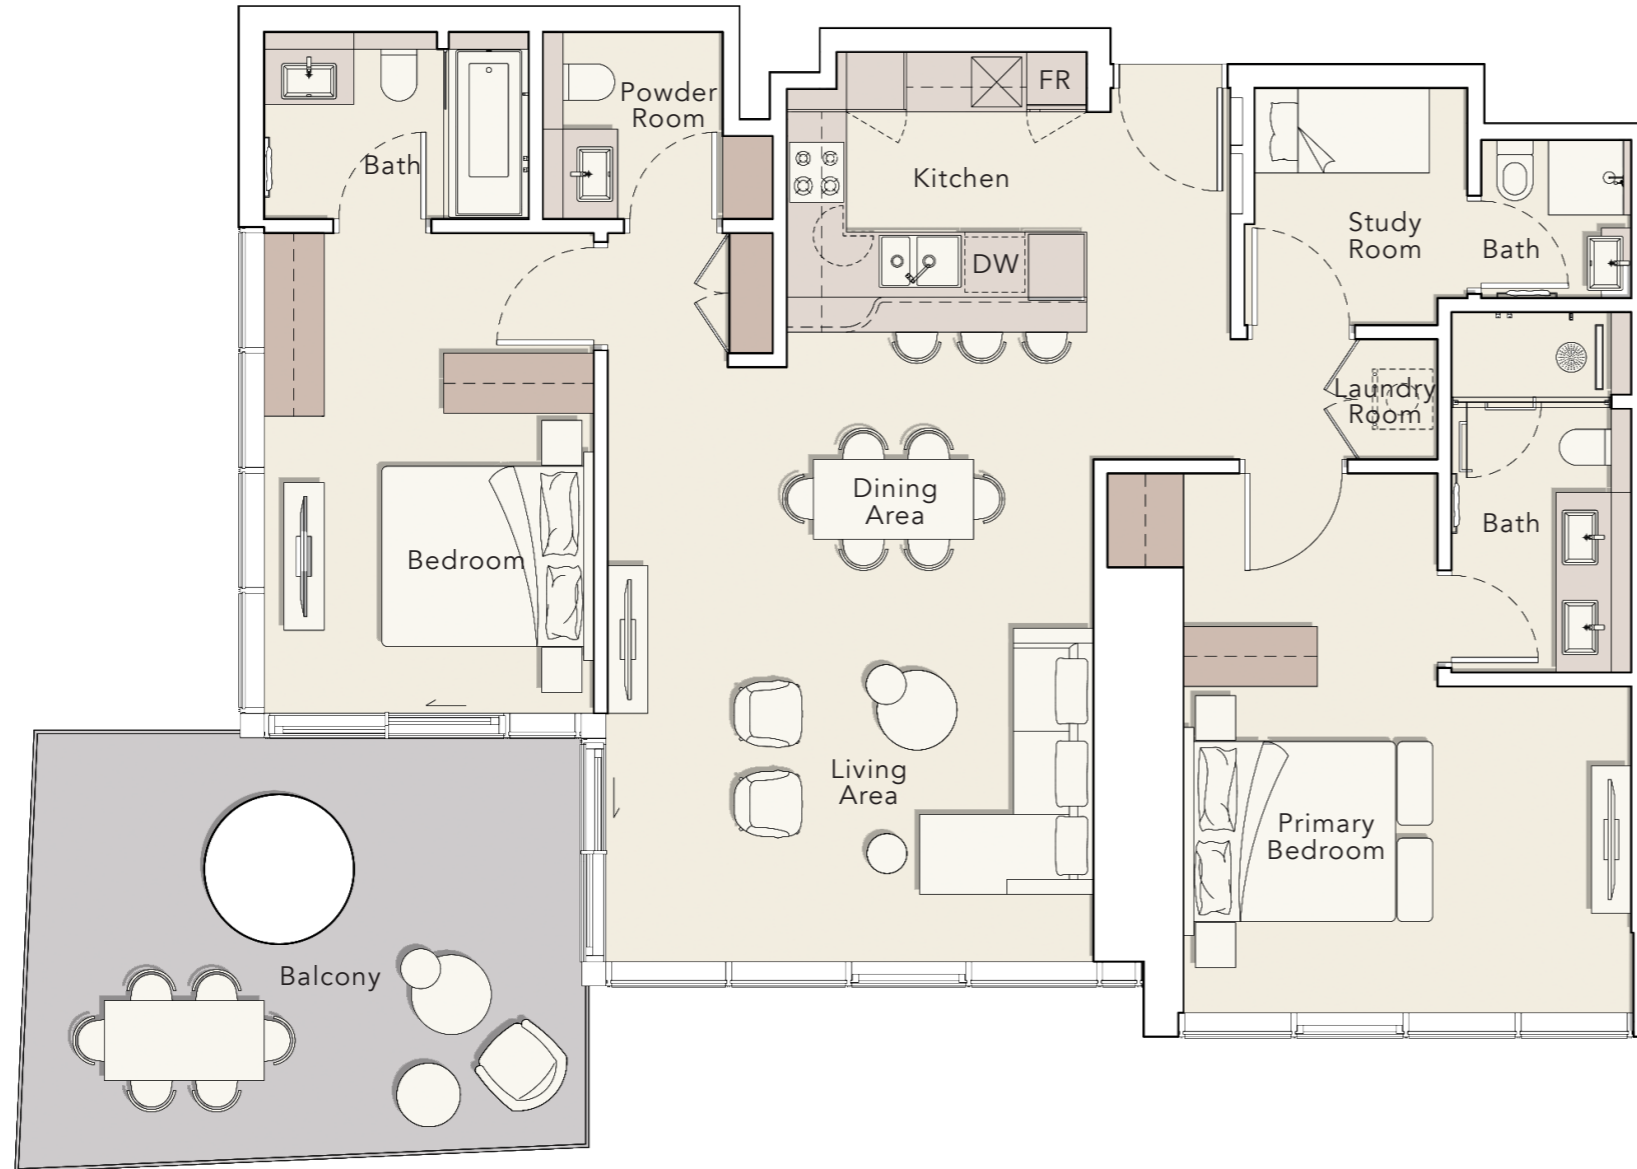 FR
Powder
Room
Bath
Kitchen
Study
Room
Bath
DW
Laundry
Room
Dining
Area
Bath
Bedroom
Living
Area
Primary
Bedroom
Balcony